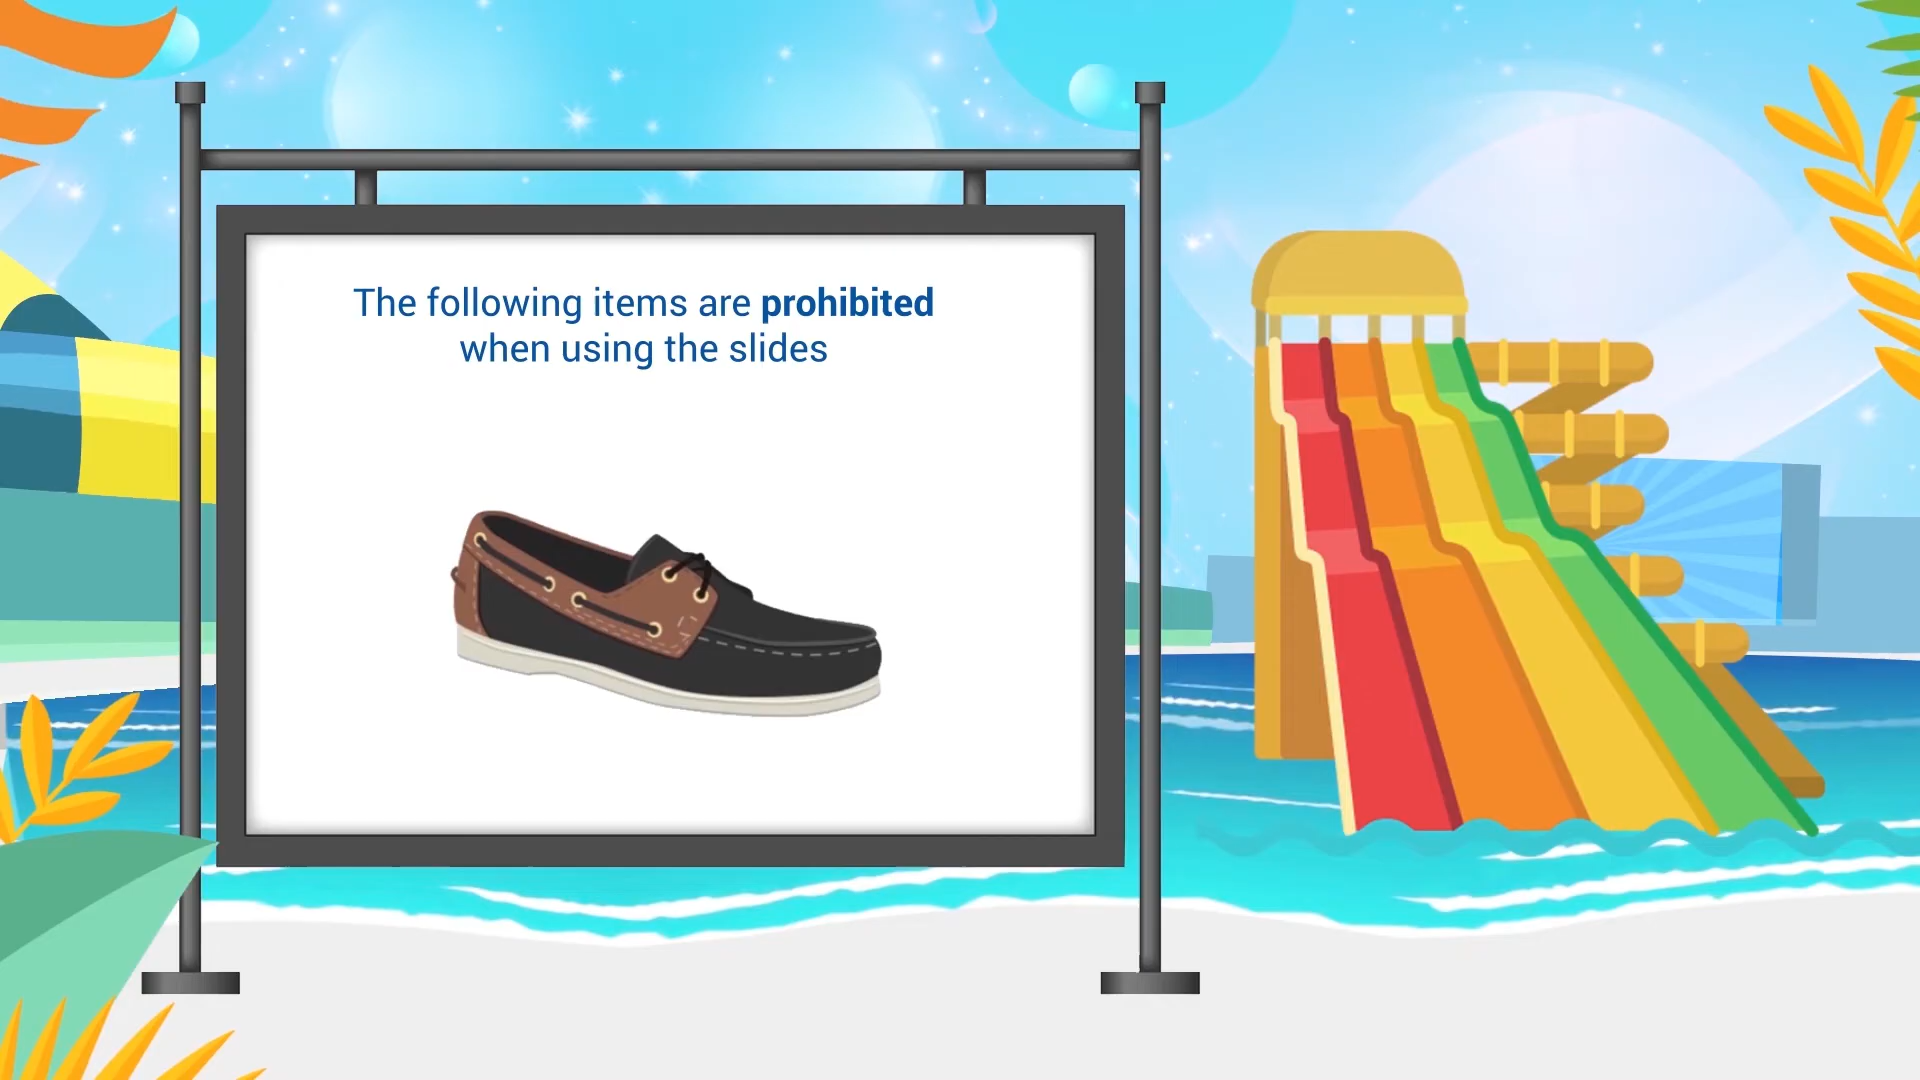 The following items are prohibited
when using the slides